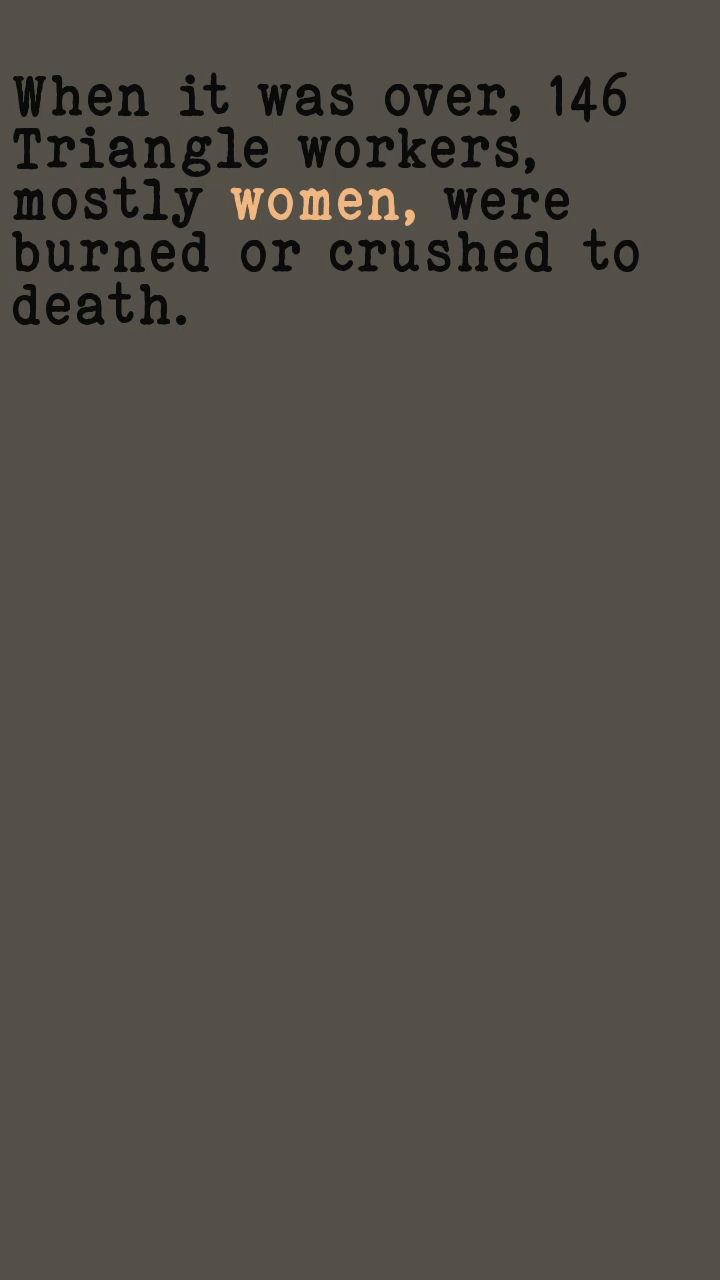 When it was over, 146
Triangle workers,
mostly women, were
burned or crushed to
death.